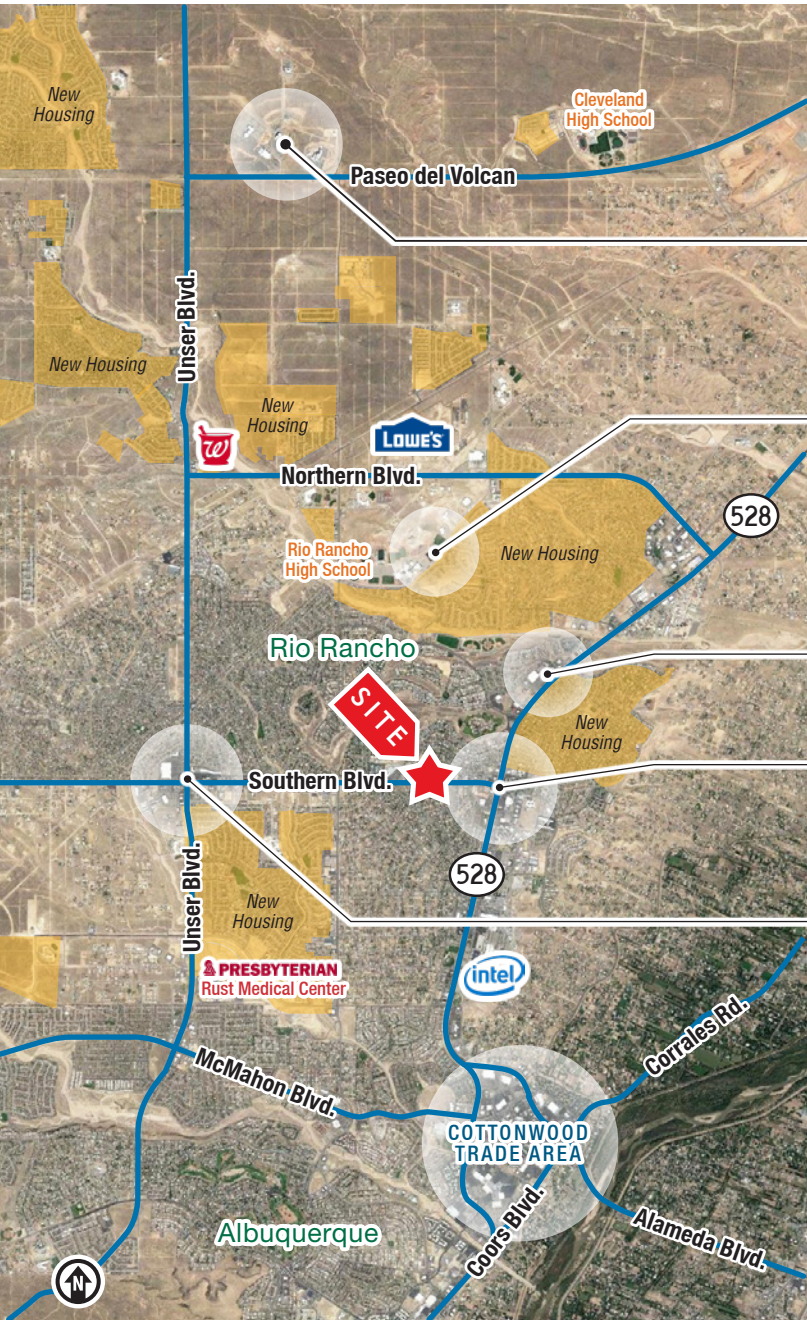 New
Housing
Cleveland
High School
Paseo del Volcan
Unser Blvd.
New Housing
New
Housing
W
LOWE'S
Northern Blvd.
528
Rio Rancho
High School
New Housing
Rio Rancho
SITE
New
Housing
Southern Blvd.
528
Unser Blvd.
New
Housing
PRESBYTERIAN
Rust Medical Center
intel
Corrales Rd.
McMahon Blvd.
COTTONWOOD
TRADE AREA
Coors Blvd.
Alameda Blvd.
Albuquerque
N